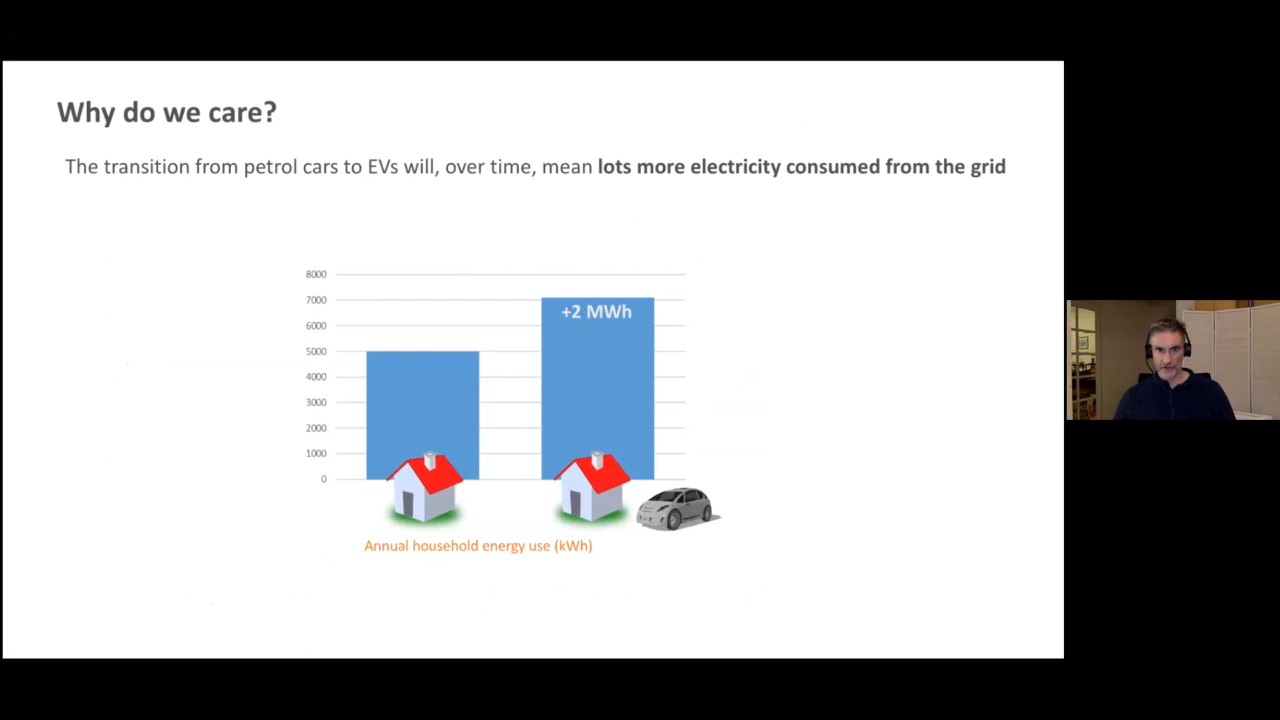 Why do we care?
The transition from petrol cars to EVs will, over time, mean lots more electricity consumed from the grid
8000
7000
+2 MWh
6000
5000
4000
3000
2000
1000
0
Annual household energy use (kWh)